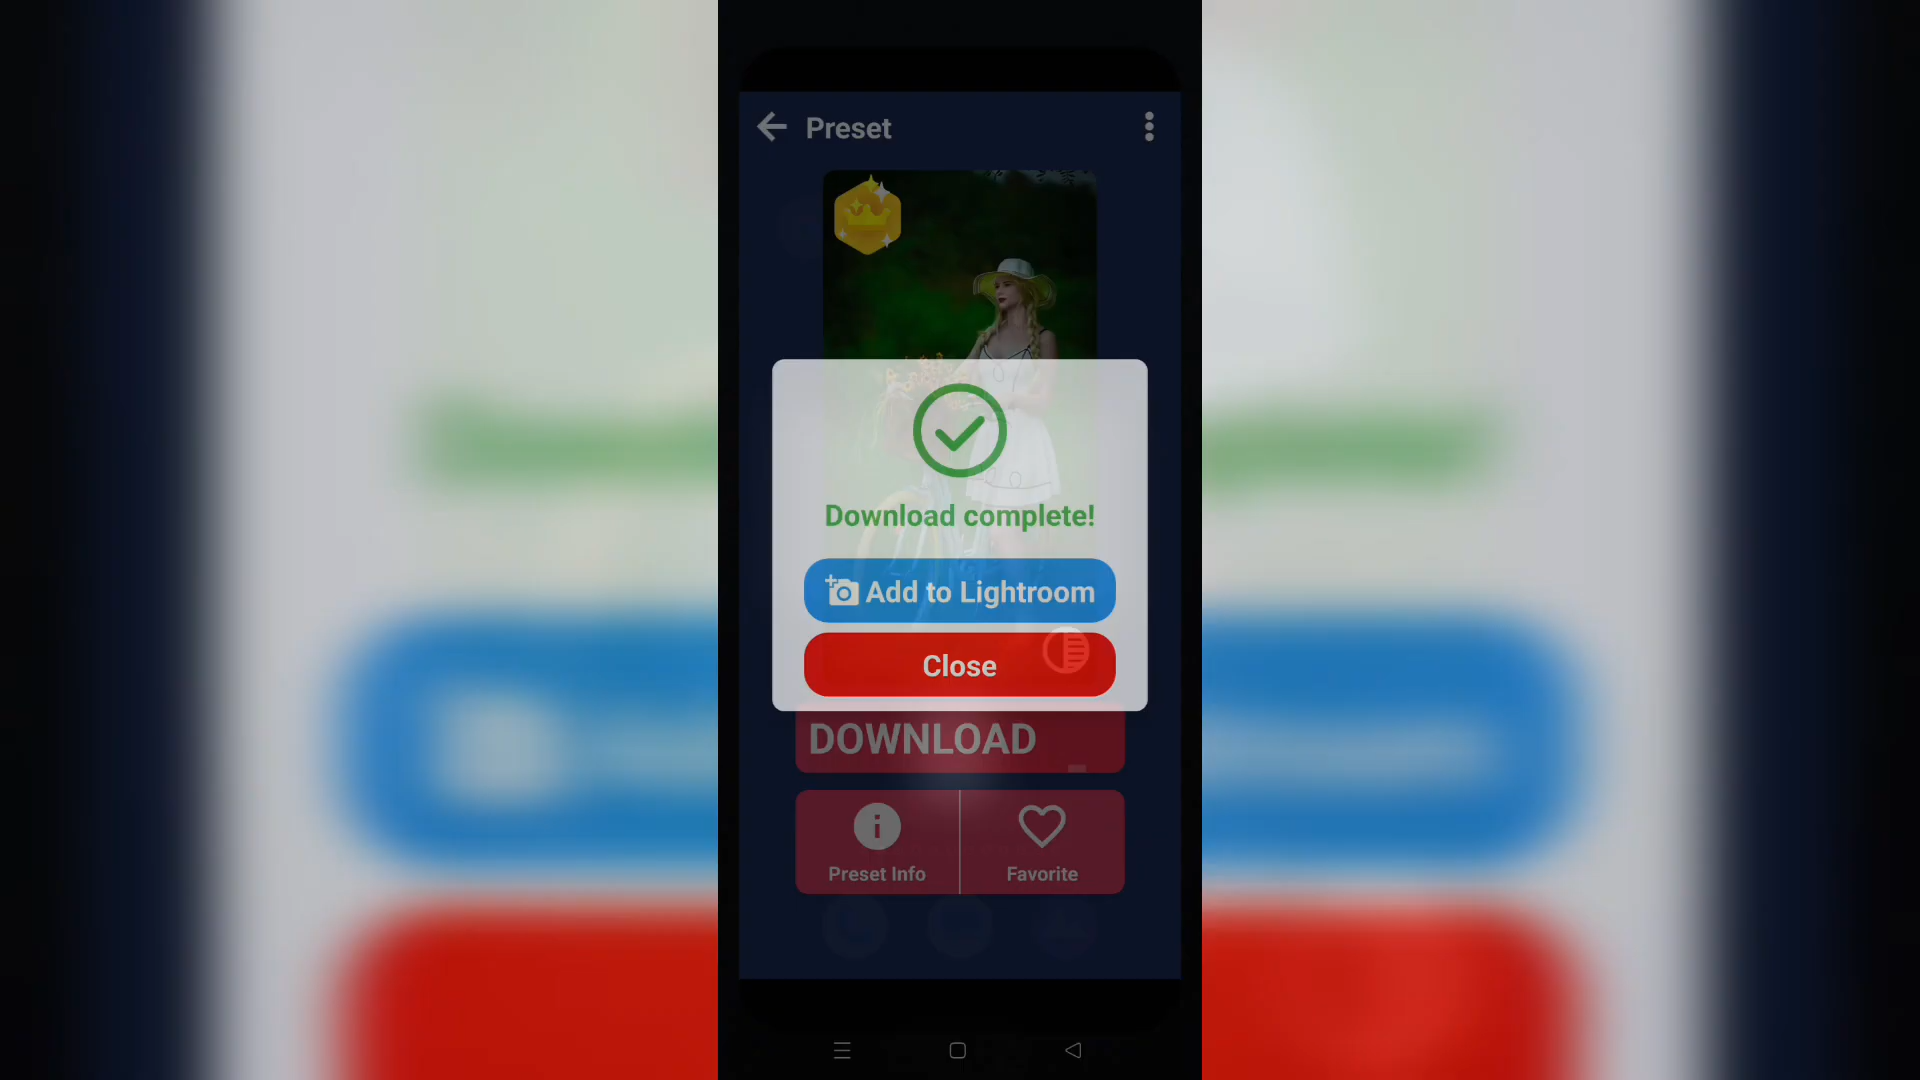 Preset
Download complete!
Add to Lightroom
Close
DOWNLOAD
Preset Info
Favorite